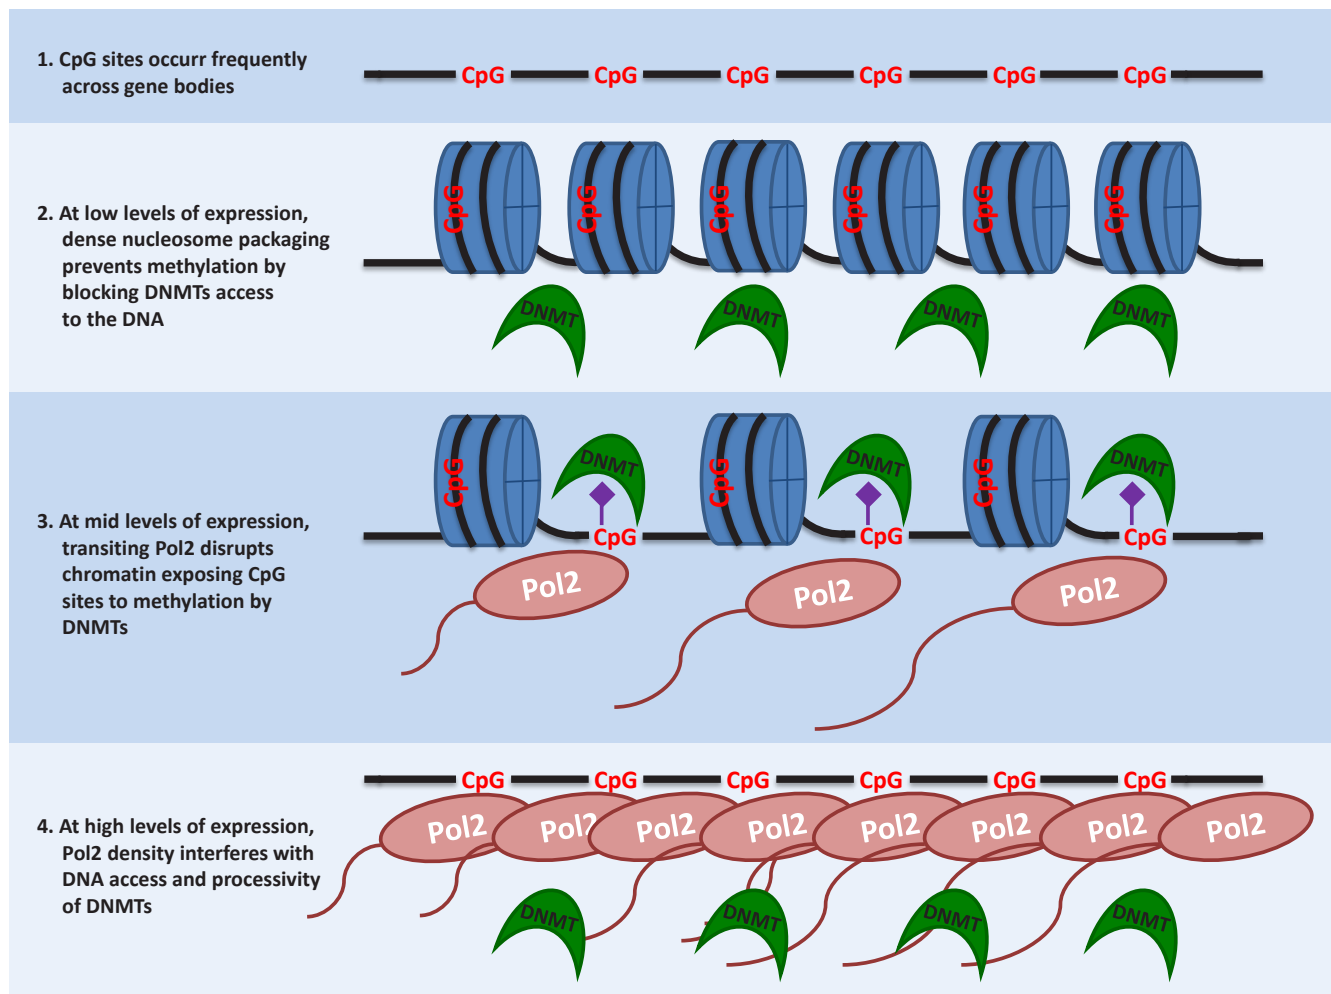 1. CpG sites occurr frequently
across gene bodies
CpG CpG CpG CpG CpG CpG
2. At low levels of expression,
dense nucleosome packaging
prevents methylation by
blocking DNMTs access
to the DNA
CpG CpG CpG CpG CpG CpG
DNMT DNMT DNMT DNMT
3. At mid levels of expression,
transiting Pol2 disrupts
chromatin exposing CpG
sites to methylation by
DNMTs
DNMT DNMT DNMT
CpG CpG CpG
CpG CpG CpG
Pol2 Pol2 Pol2
4. At high levels of expression,
Pol2 density interferes with
DNA access and processivity
of DNMTs
CpG CpG CpG CpG CpG CpG
Pol2 Pol2 Pol2 Pol2 Pol2 Pol2 Pol2 Pol2
DNMT DNMT DNMT DNMT